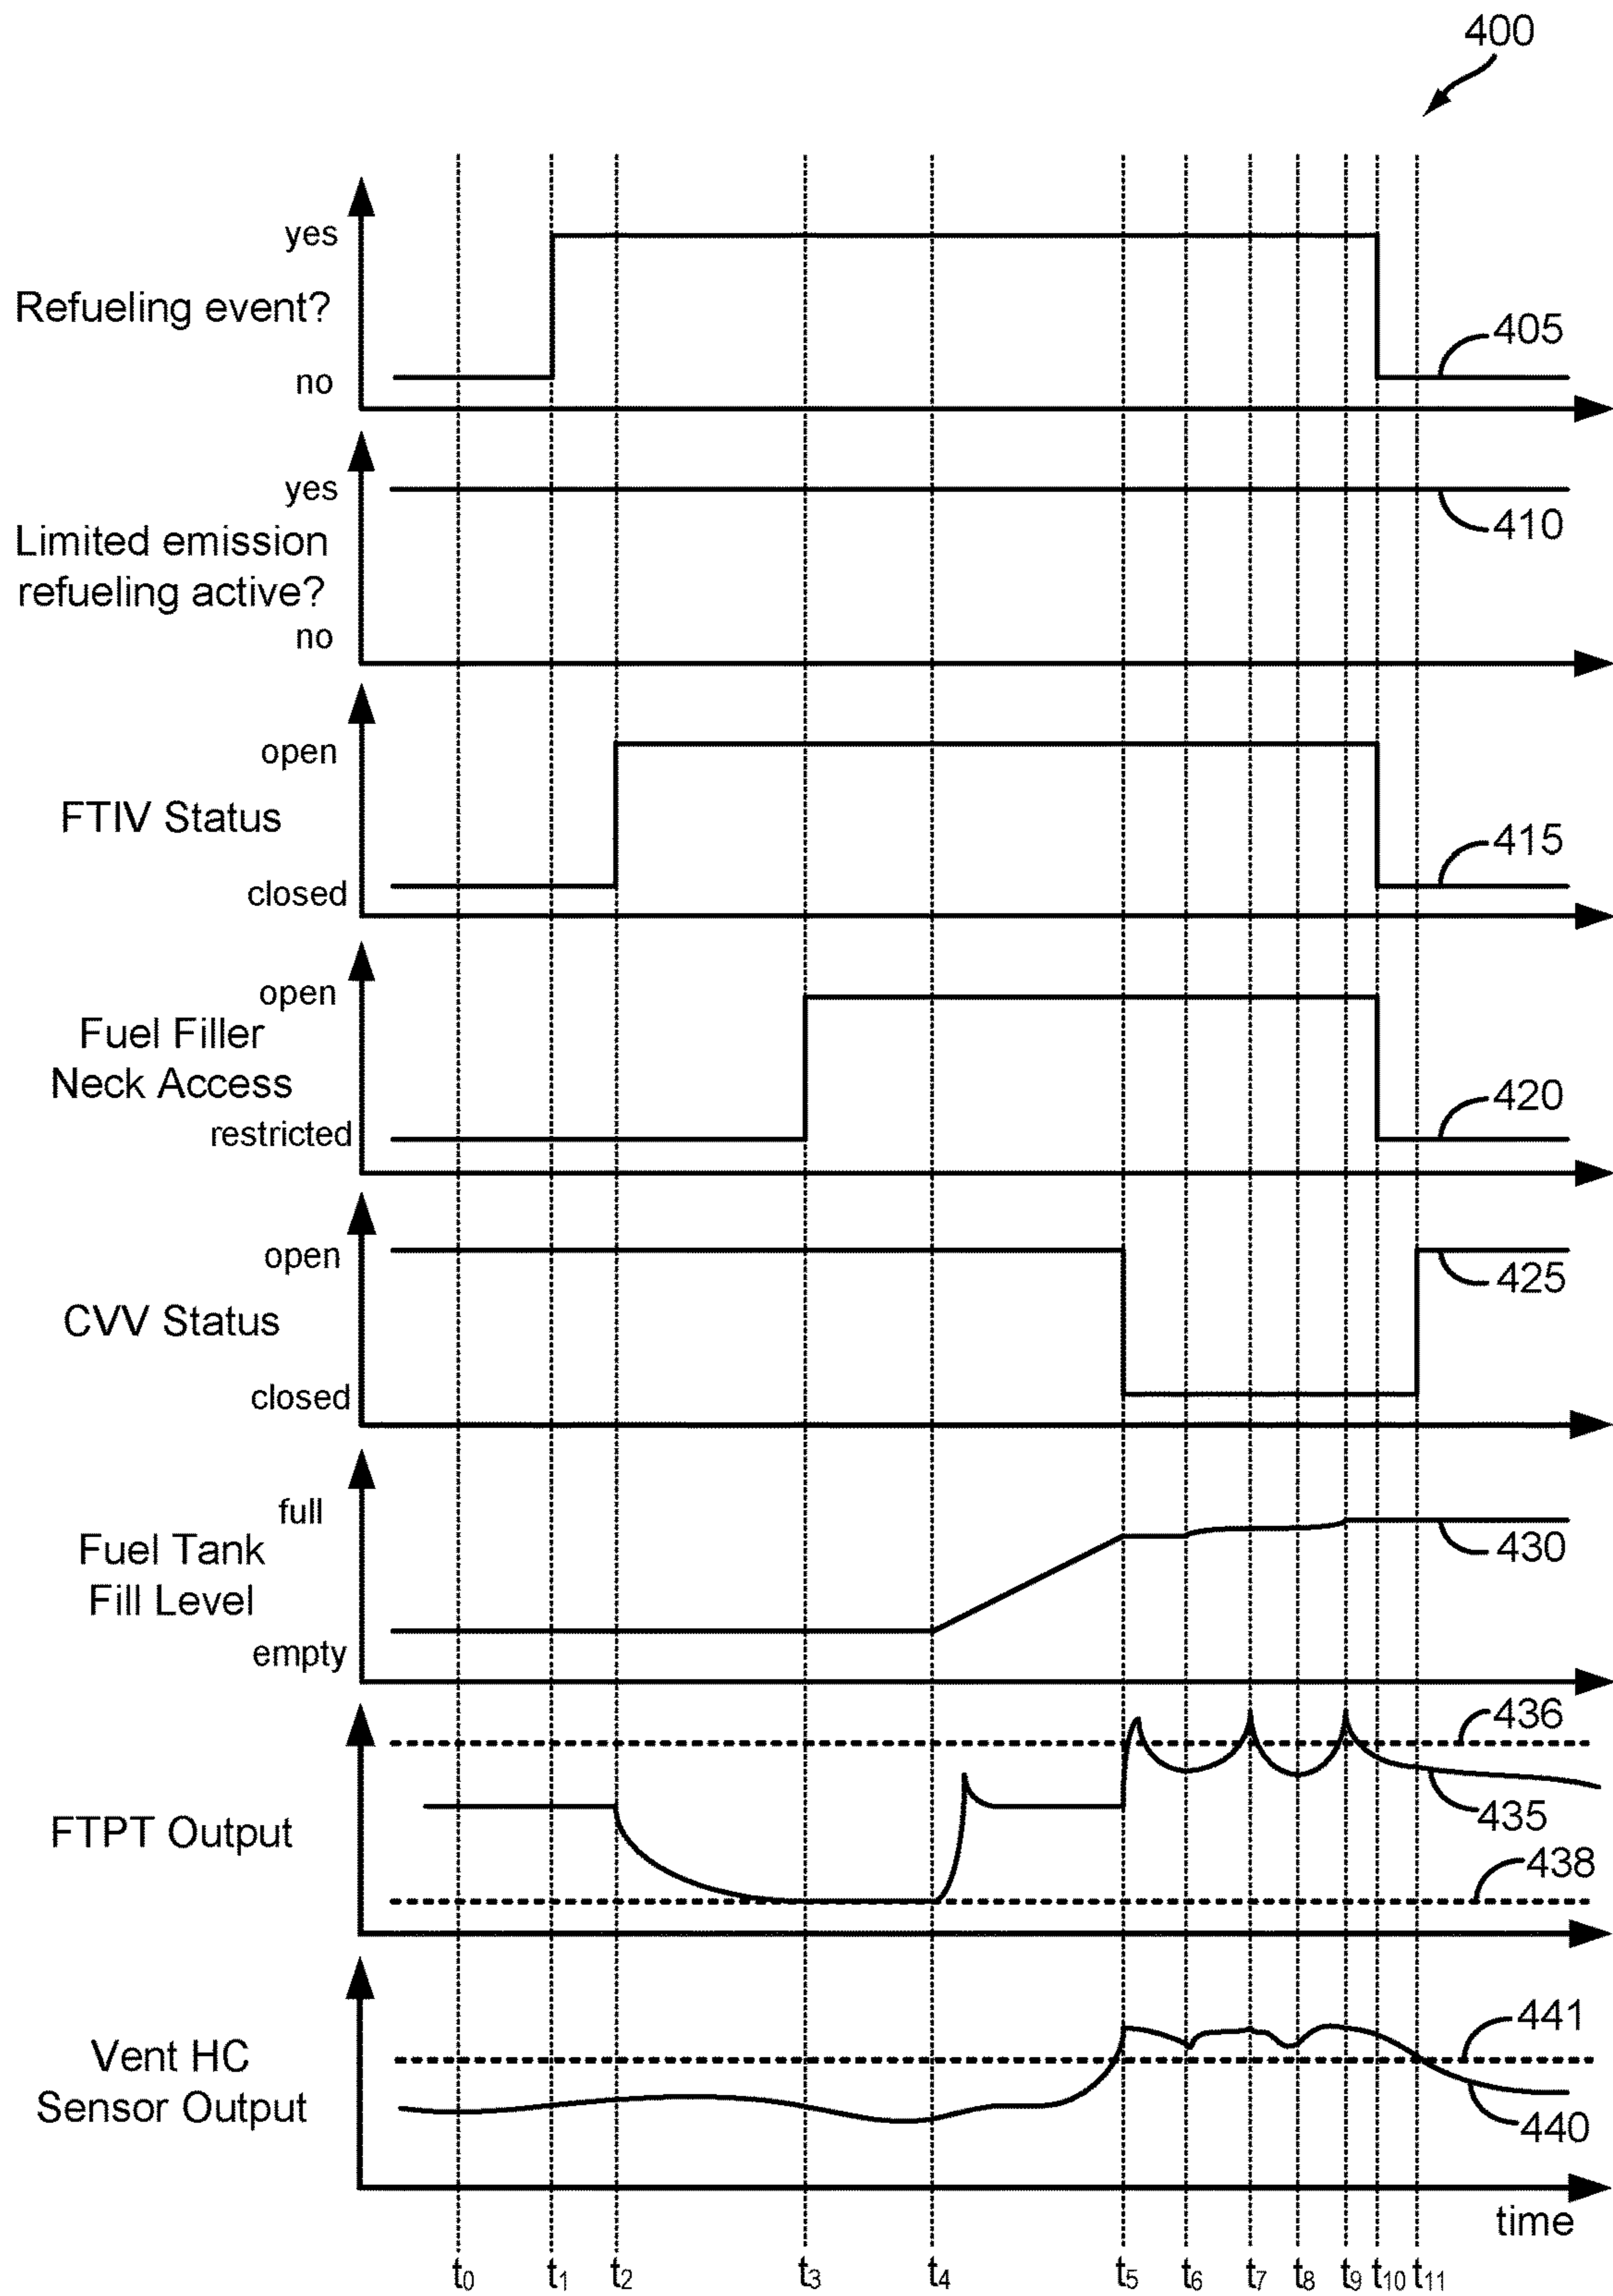 400
yes
Refueling event?
405
no
yes
410
Limited emission
refueling active?
no
open
FTIV Status
415
closed
open
Fuel Filler
Neck Access
420
restricted
open
425
CVV Status
closed
full
430
Fuel Tank
Fill Level
empty
436
435
FTPT Output
438
441
Vent HC
Sensor Output
440
time
t0 t1 t2 t3 t4 t5 t6 t7 t8 t9 t10 t11